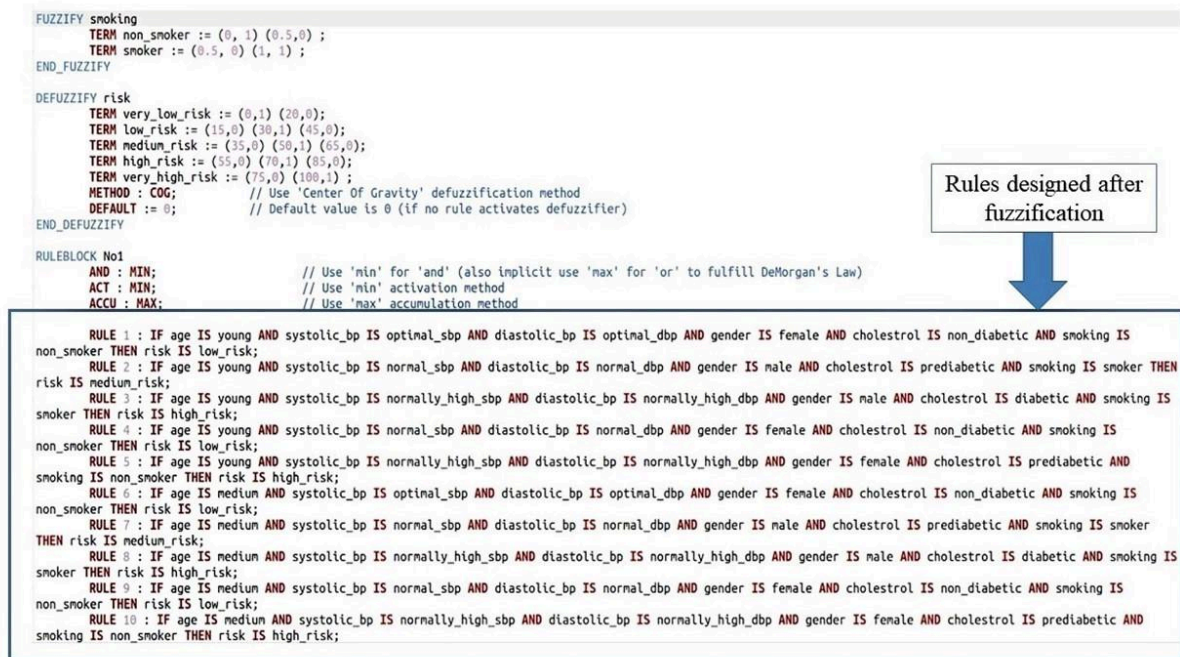 FUZZIFY smoking
TERM non_smoker := (0, 1) (0.5,0) ;
TERM smoker := (0.5, 0) (1, 1) ;
END_FUZZIFY
DEFUZZIFY risk
TERM very_low_risk := (0,1) (20,0);
TERM low_risk := (15,0) (30,1) (45,0);
TERM medium_risk := (35,0) (50,1) (65,0);
TERM high_risk := (55,0) (70,1) (85,0);
TERM very_high_risk := (75,0) (100,1) ;
METHOD : COG; // Use 'Center Of Gravity' defuzzification method
DEFAULT := 0; // Default value is 0 (if no rule activates defuzzifier)
END_DEFUZZIFY
Rules designed after
fuzzification
RULEBLOCK No1
AND : MIN; // Use 'min' for 'and' (also implicit use 'max' for 'or' to fulfill DeMorgan's Law)
ACT : MIN; // Use 'min' activation method
ACCU : MAX; // Use 'max' accumulation method
RULE 1 : IF age IS young AND systolic_bp IS optimal_sbp AND diastolic_bp IS optimal_dbp AND gender IS female AND cholestrol IS non_diabetic AND smoking IS
non_smoker THEN risk IS low_risk;
RULE 2 : IF age IS young AND systolic_bp IS normal_sbp AND diastolic_bp IS normal_dbp AND gender IS male AND cholestrol IS prediabetic AND smoking IS smoker THEN
risk IS medium_risk;
RULE 3 : IF age IS young AND systolic_bp IS normally_high_sbp AND diastolic_bp IS normally_high_dbp AND gender IS male AND cholestrol IS diabetic AND smoking IS
smoker THEN risk IS high_risk;
RULE 4 : IF age IS young AND systolic_bp IS normal_sbp AND diastolic_bp IS normal_dbp AND gender IS female AND cholestrol IS non_diabetic AND smoking IS
non_smoker THEN risk IS low_risk;
RULE 5 : IF age IS young AND systolic_bp IS normally_high_sbp AND diastolic_bp IS normally_high_dbp AND gender IS female AND cholestrol IS prediabetic AND
smoking IS non_smoker THEN risk IS high_risk;
RULE 6 : IF age IS medium AND systolic_bp IS optimal_sbp AND diastolic_bp IS optimal_dbp AND gender IS female AND cholestrol IS non_diabetic AND smoking IS
non_smoker THEN risk IS low_risk;
RULE 7 : IF age IS medium AND systolic_bp IS normal_sbp AND diastolic_bp IS normal_dbp AND gender IS male AND cholestrol IS prediabetic AND smoking IS smoker
THEN risk IS medium_risk;
RULE 8 : IF age IS medium AND systolic_bp IS normally_high_sbp AND diastolic_bp IS normally_high_dbp AND gender IS male AND cholestrol IS diabetic AND smoking IS
smoker THEN risk IS high_risk;
RULE 9 : IF age IS medium AND systolic_bp IS normal_sbp AND diastolic_bp IS normal_dbp AND gender IS female AND cholestrol IS non_diabetic AND smoking IS
non_smoker THEN risk IS low_risk;
RULE 10 : IF age IS medium AND systolic_bp IS normally_high_sbp AND diastolic_bp IS normally_high_dbp AND gender IS female AND cholestrol IS prediabetic AND
smoking IS non_smoker THEN risk IS high_risk;